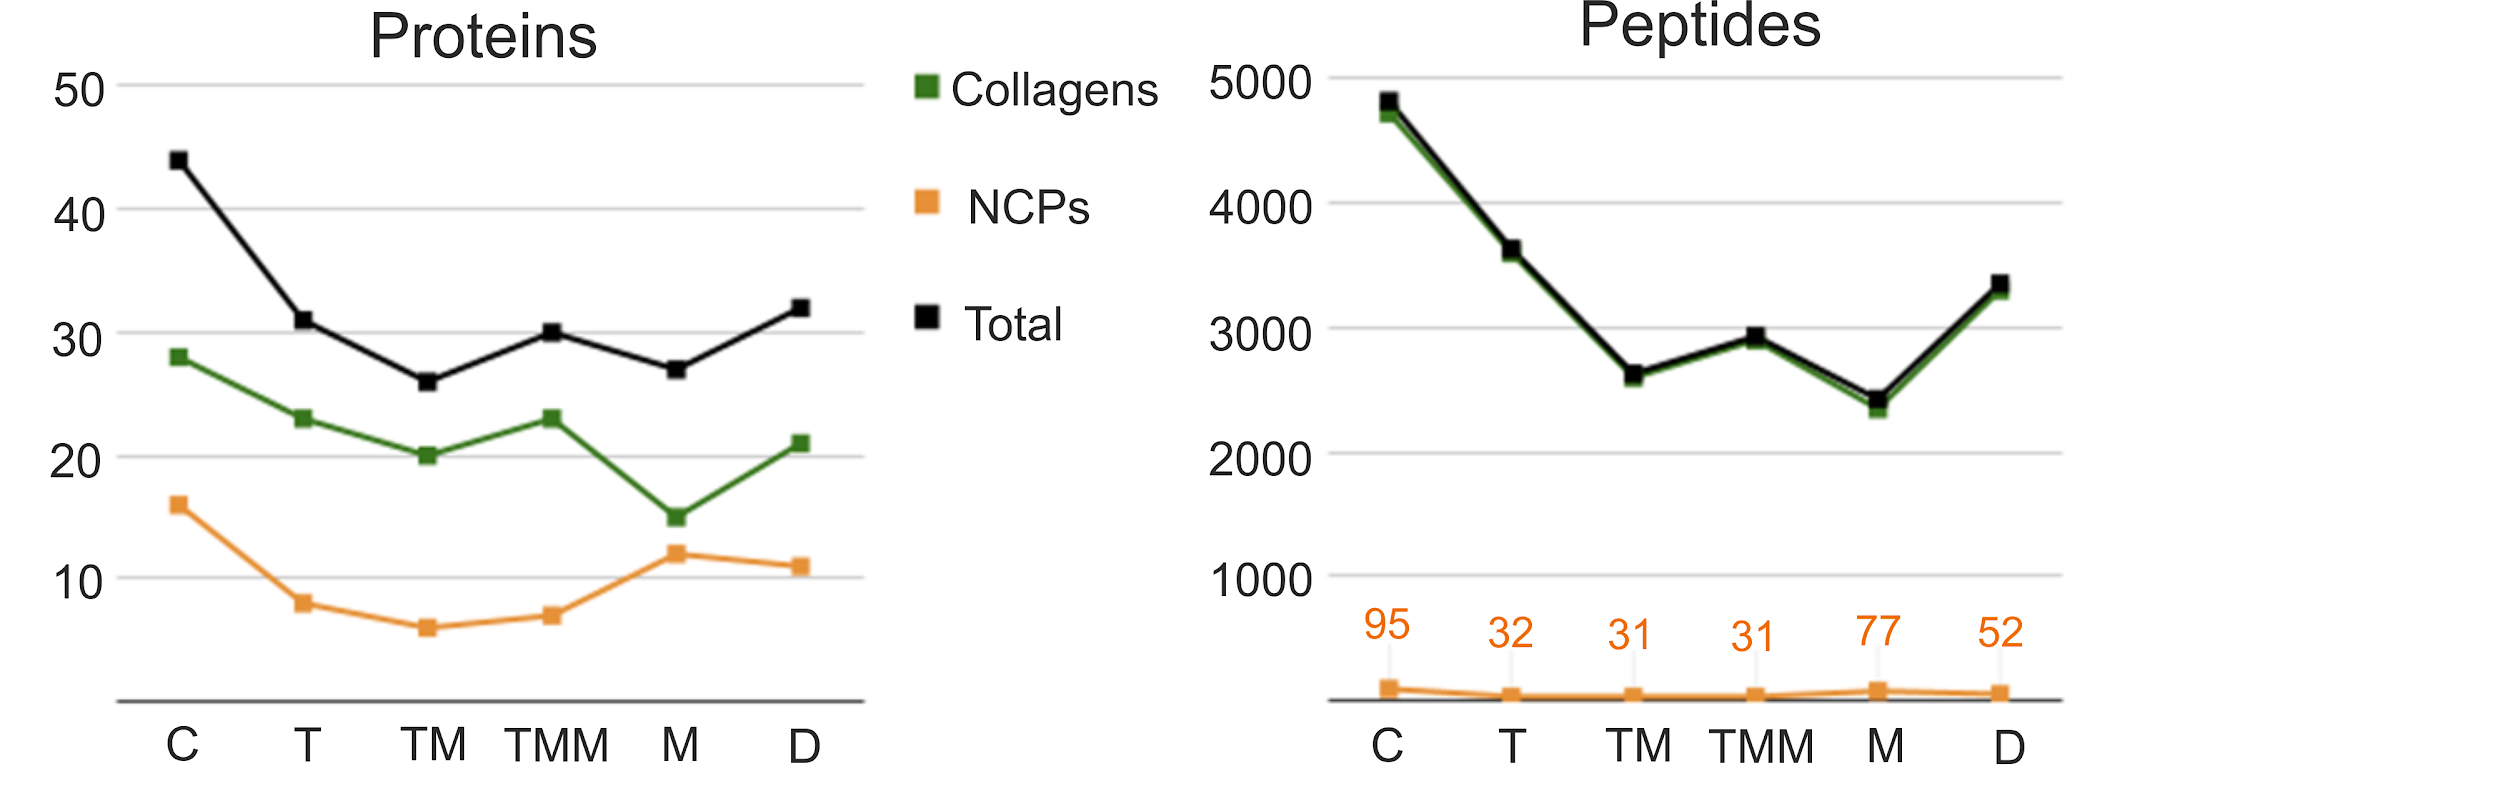 Proteins
50
40
30
20
10
C T TM TMM M D
Collagens
NCPs
Total
Peptides
5000
4000
3000
2000
1000
95 32 31 31 77 52
C T TM TMM M D